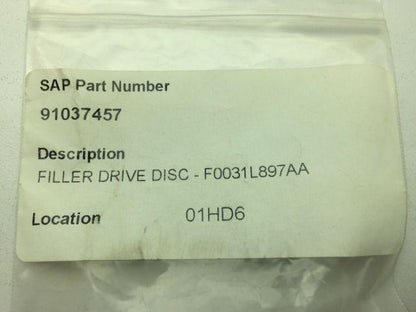 SAP Part Number
91037457
Description
FILLER DRIVE DISC - F0031L897AA
Location 01HD6